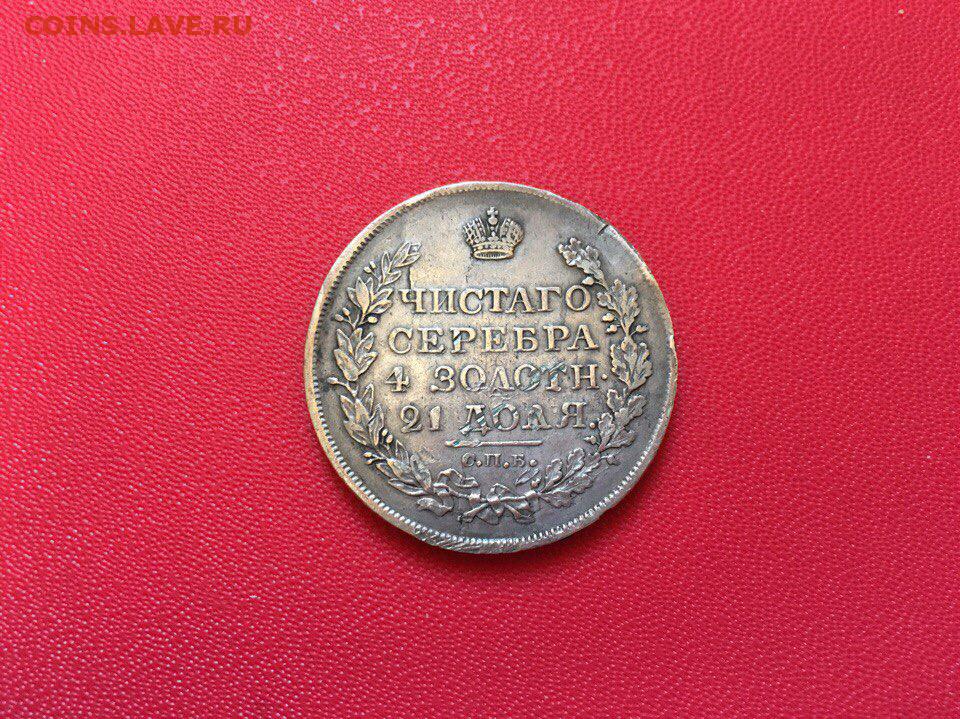 COINS.LAVE.RU
ЧИСТАГО
СЕРЕБРА
4 ЗОЛОТН.
21 ДОЛЯ.
С.П.Б.